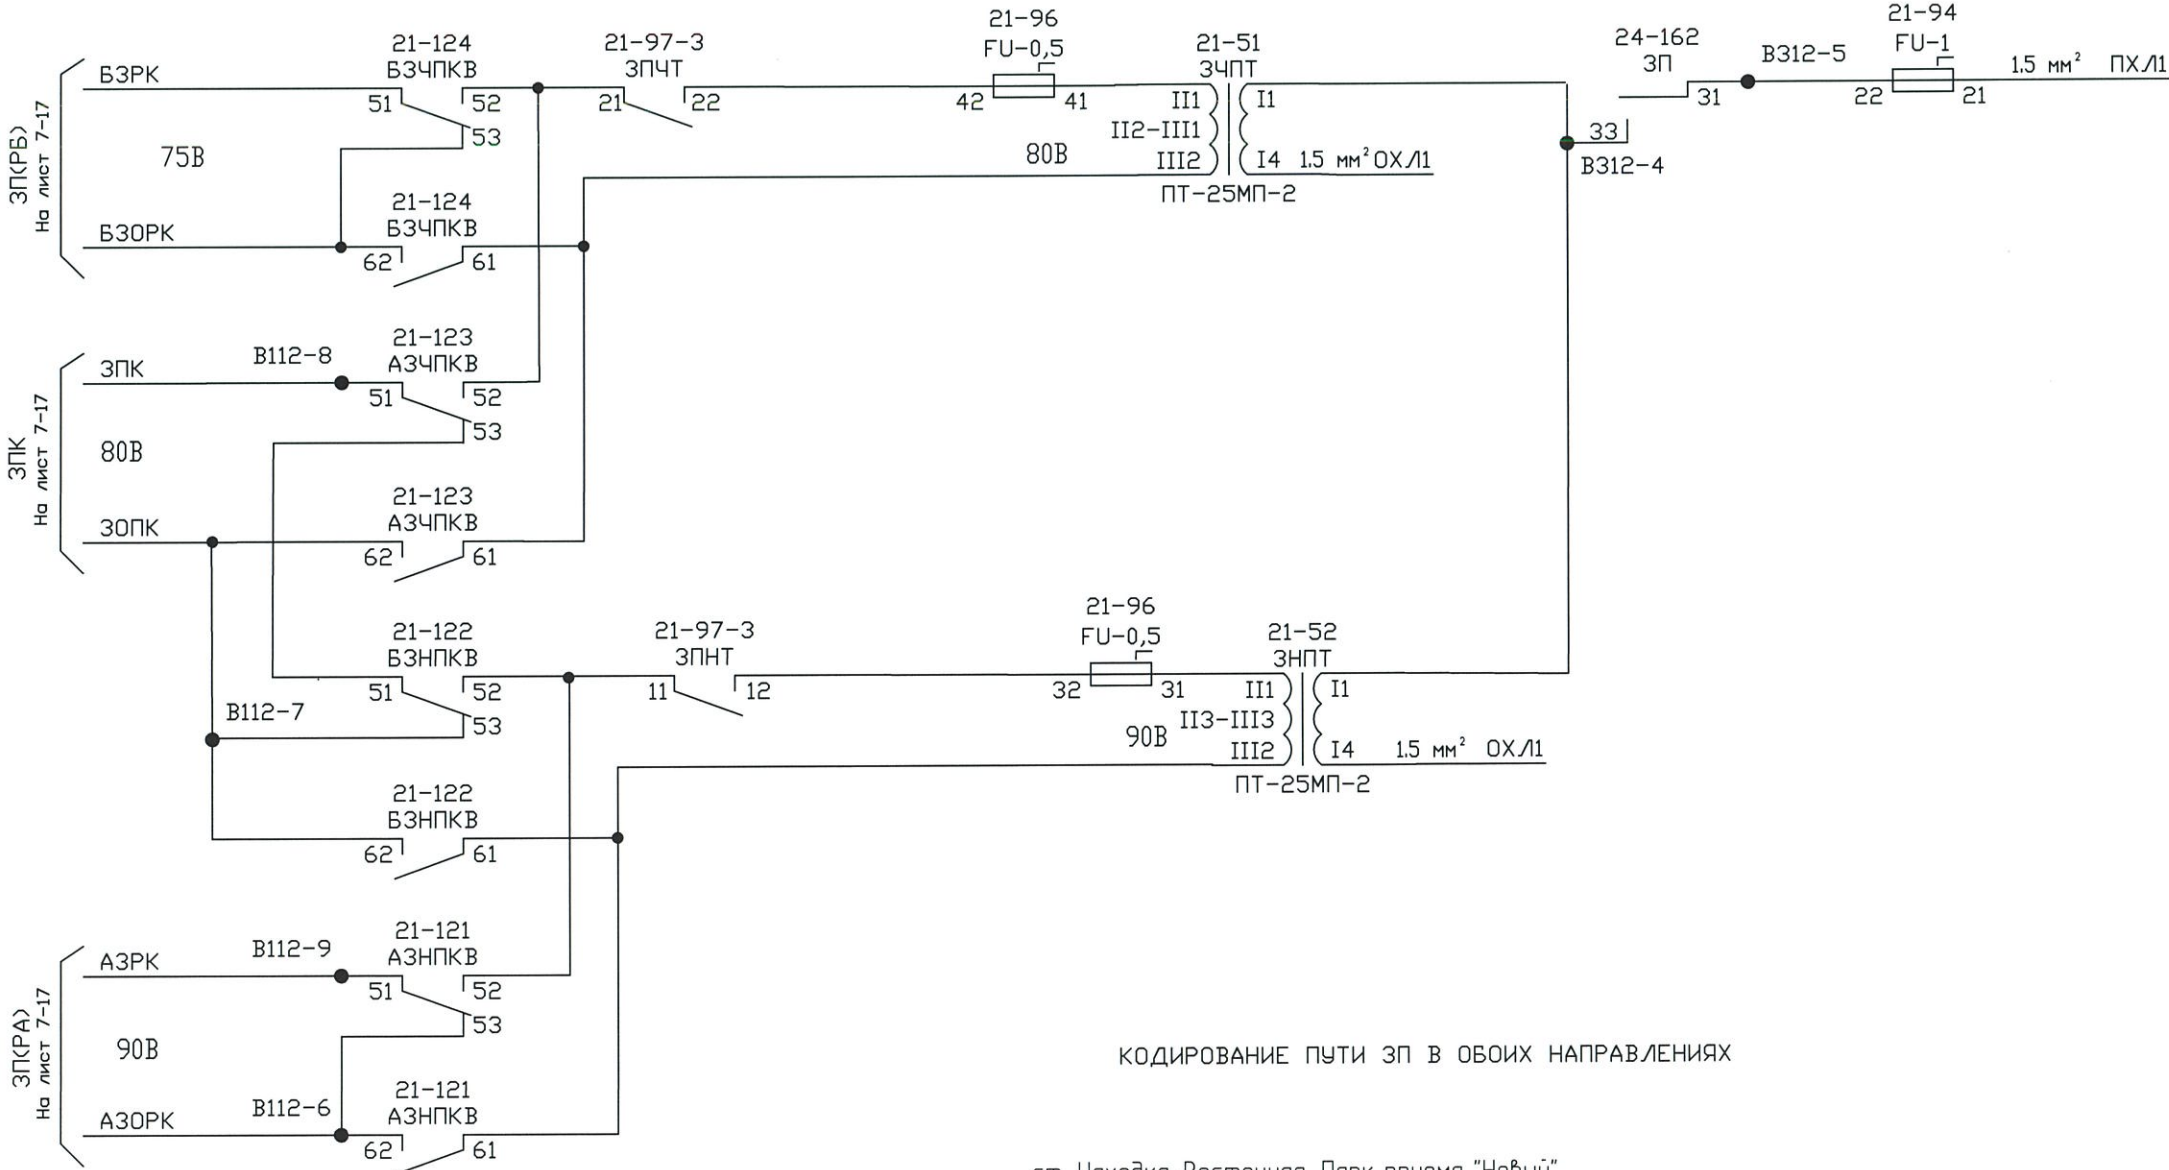 21-96
21-94
21-124
21-97-3
FU-0,5
21-51
24-162
FU-1
БЗРК
БЗЧПКВ
ЗПЧТ
ЗЧПТ
ЗП
В312-5
1.5 мм² ПХЛ1
51
52
21
22
42
41
II1
I1
31
22
21
53
II2-III1
33
ЗП(РБ)
На лист 7-17
75В
80В
III2
I4 1.5 мм² ОХЛ1
В312-4
ПТ-25МП-2
21-124
БЗОРК
БЗЧПКВ
62
61
21-123
В112-8
АЗЧПКВ
ЗПК
51
52
53
ЗПК
На лист 7-17
80В
21-123
АЗЧПКВ
ЗОПК
62
61
21-96
21-122
21-97-3
FU-0,5
21-52
БЗНПКВ
ЗПНТ
ЗНПТ
51
52
11
12
32
31
II1
I1
В112-7
53
II3-III3
90В
III2
I4 1.5 мм² ОХЛ1
ПТ-25МП-2
21-122
БЗНПКВ
62
61
21-121
В112-9
АЗНПКВ
АЗРК
51
52
53
ЗП(РА)
На лист 7-17
90В
КОДИРОВАНИЕ ПУТИ ЗП В ОБОИХ НАПРАВЛЕНИЯХ
21-121
В112-6
АЗНПКВ
АЗОРК
62
61
ст. Находка-Восточная Парк приема "Новый"